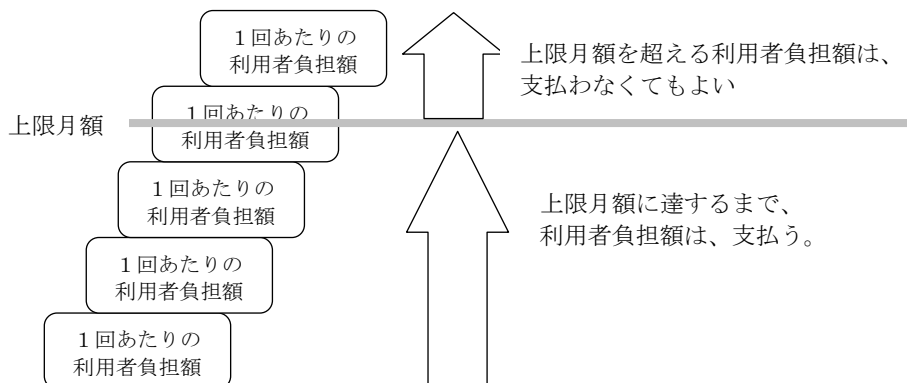 1回あたりの
利用者負担額
上限月額を超える利用者負担額は、
支払わなくてもよい
上限月額
1回あたりの
利用者負担額
1回あたりの
利用者負担額
上限月額に達するまで、
利用者負担額は、支払う。
1回あたりの
利用者負担額
1回あたりの
利用者負担額